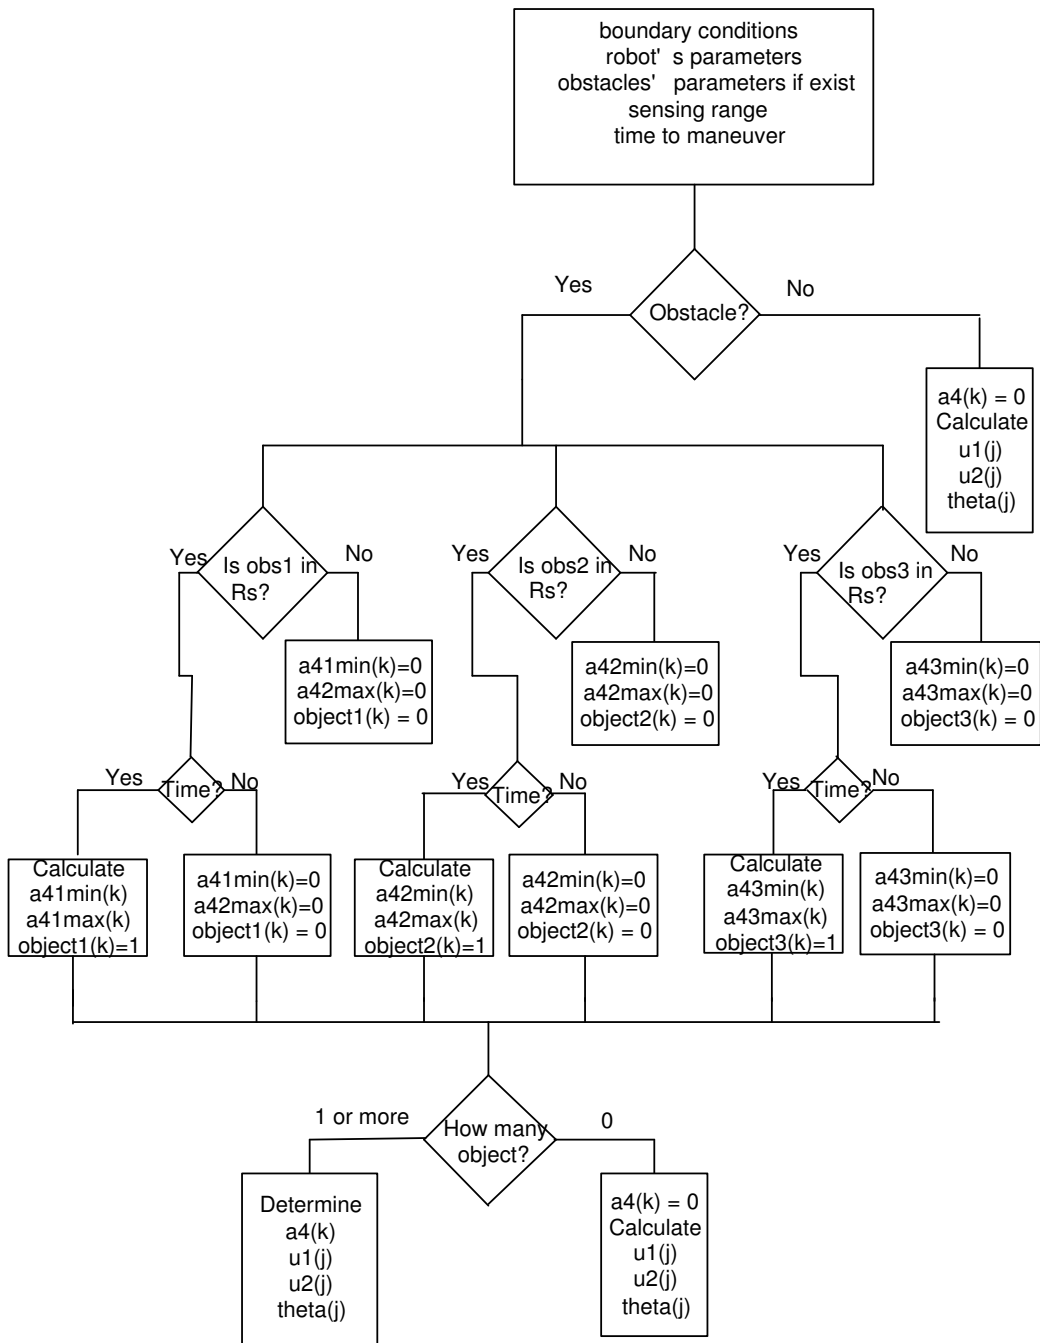 boundary conditions
robot' s parameters
obstacles' parameters if exist
sensing range
time to maneuver
Yes
No
Obstacle?
a4(k) = 0
Calculate
u1(j)
u2(j)
theta(j)
Yes
No
Is obs1 in
Rs?
Yes
No
Is obs2 in
Rs?
Yes
No
Is obs3 in
Rs?
a41min(k)=0
a42max(k)=0
object1(k) = 0
a42min(k)=0
a42max(k)=0
object2(k) = 0
a43min(k)=0
a43max(k)=0
object3(k) = 0
Yes
Time?
No
Yes
Time?
No
Yes
Time?
No
Calculate
a41min(k)
a41max(k)
object1(k)=1
a41min(k)=0
a42max(k)=0
object1(k) = 0
Calculate
a42min(k)
a42max(k)
object2(k)=1
a42min(k)=0
a42max(k)=0
object2(k) = 0
Calculate
a43min(k)
a43max(k)
object3(k)=1
a43min(k)=0
a43max(k)=0
object3(k) = 0
1 or more
How many
object?
0
Determine
a4(k)
u1(j)
u2(j)
theta(j)
a4(k) = 0
Calculate
u1(j)
u2(j)
theta(j)